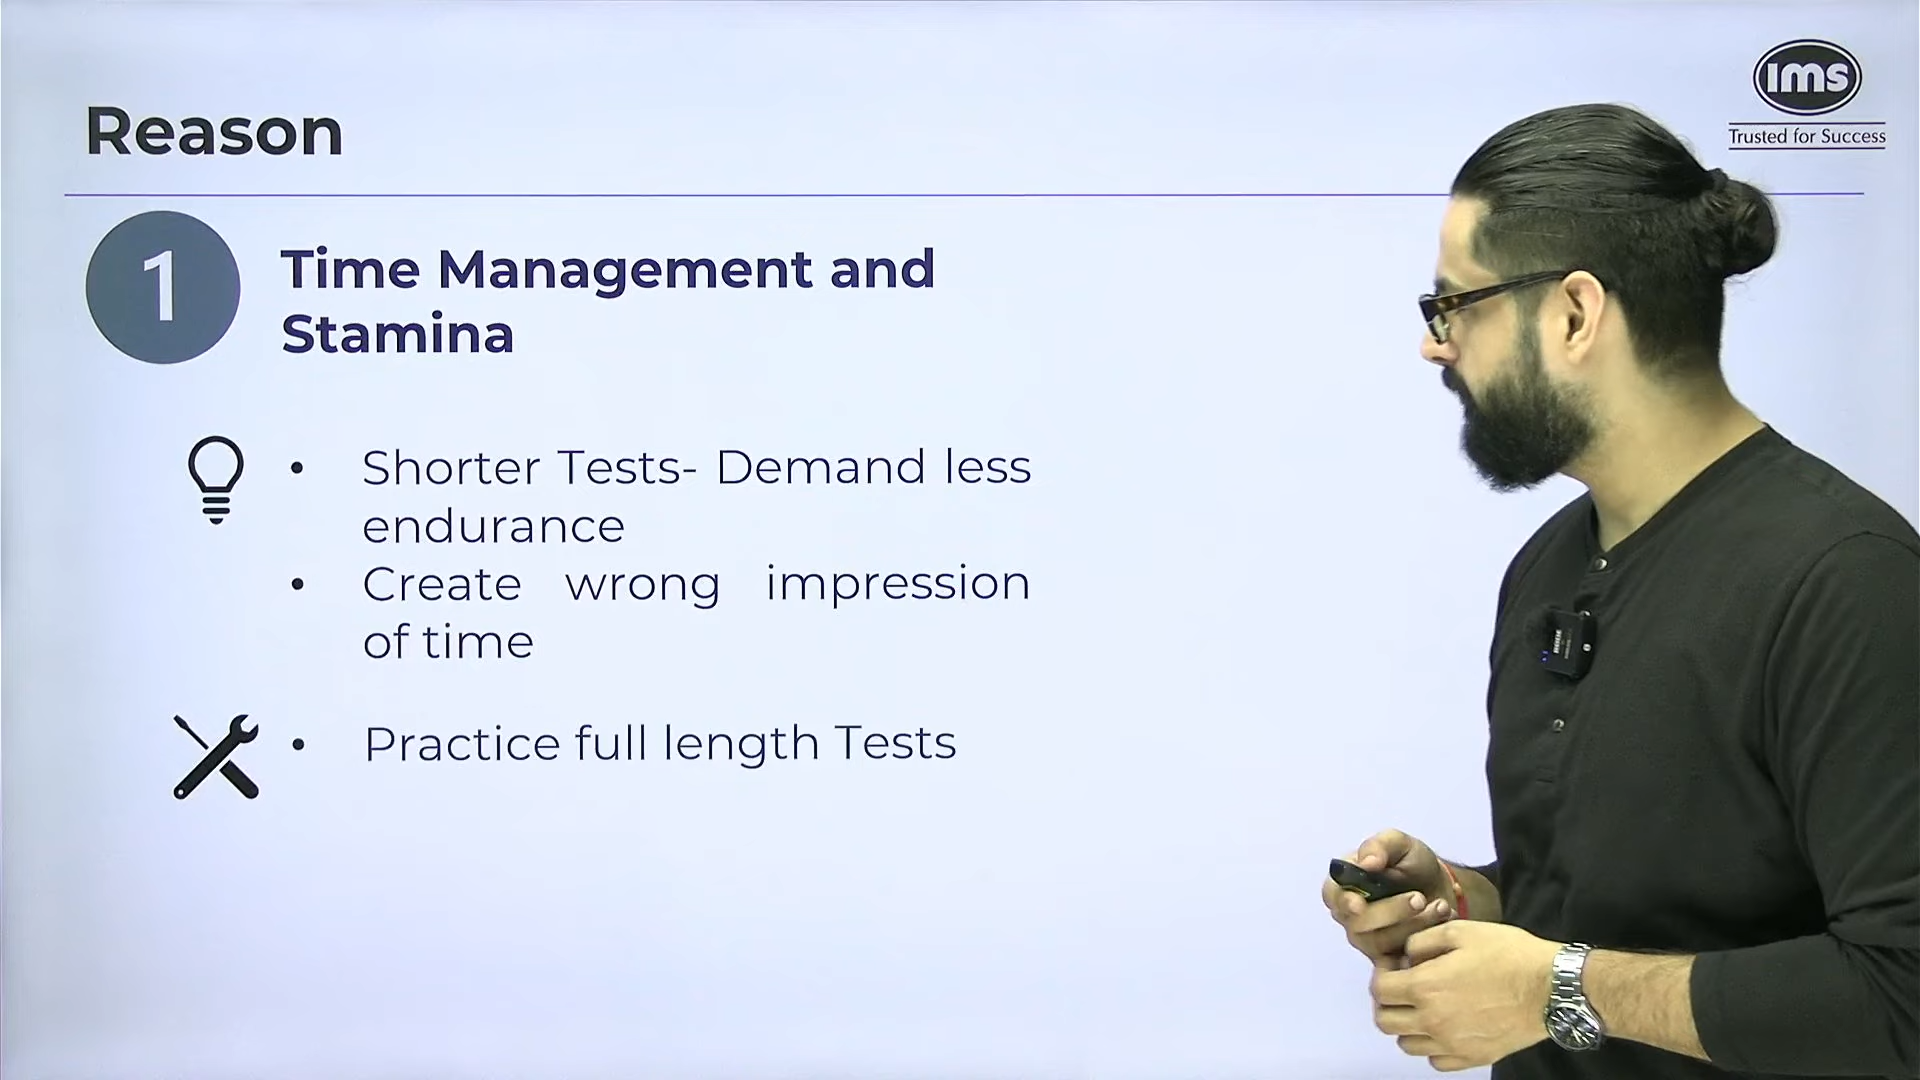 Reason
ims
Trusted for Success
1
Time Management and
Stamina
• Shorter Tests- Demand less
endurance
• Create wrong impression
of time
• Practice full length Tests